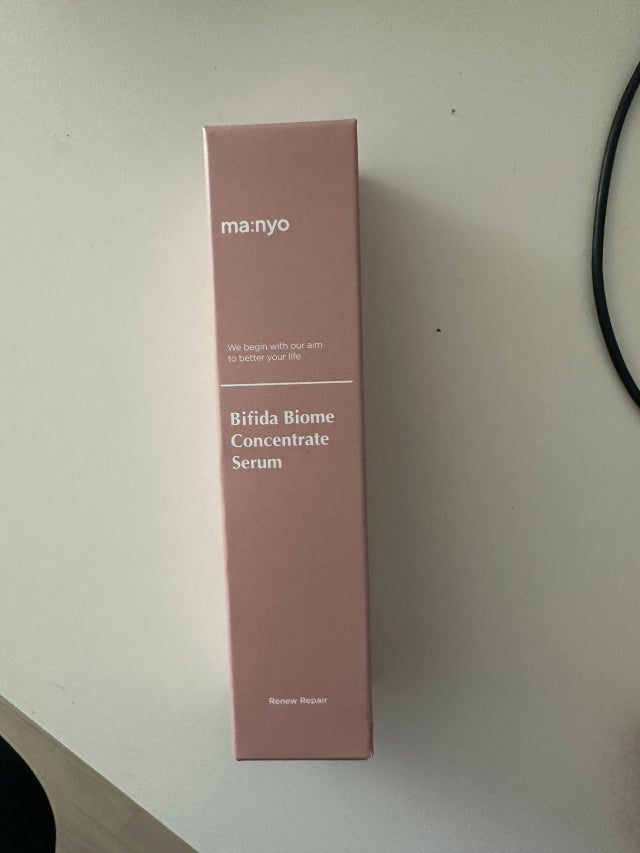 ma:nyo
We begin with our aim
to better your life
Bifida Biome
Concentrate
Serum
Renew Repair